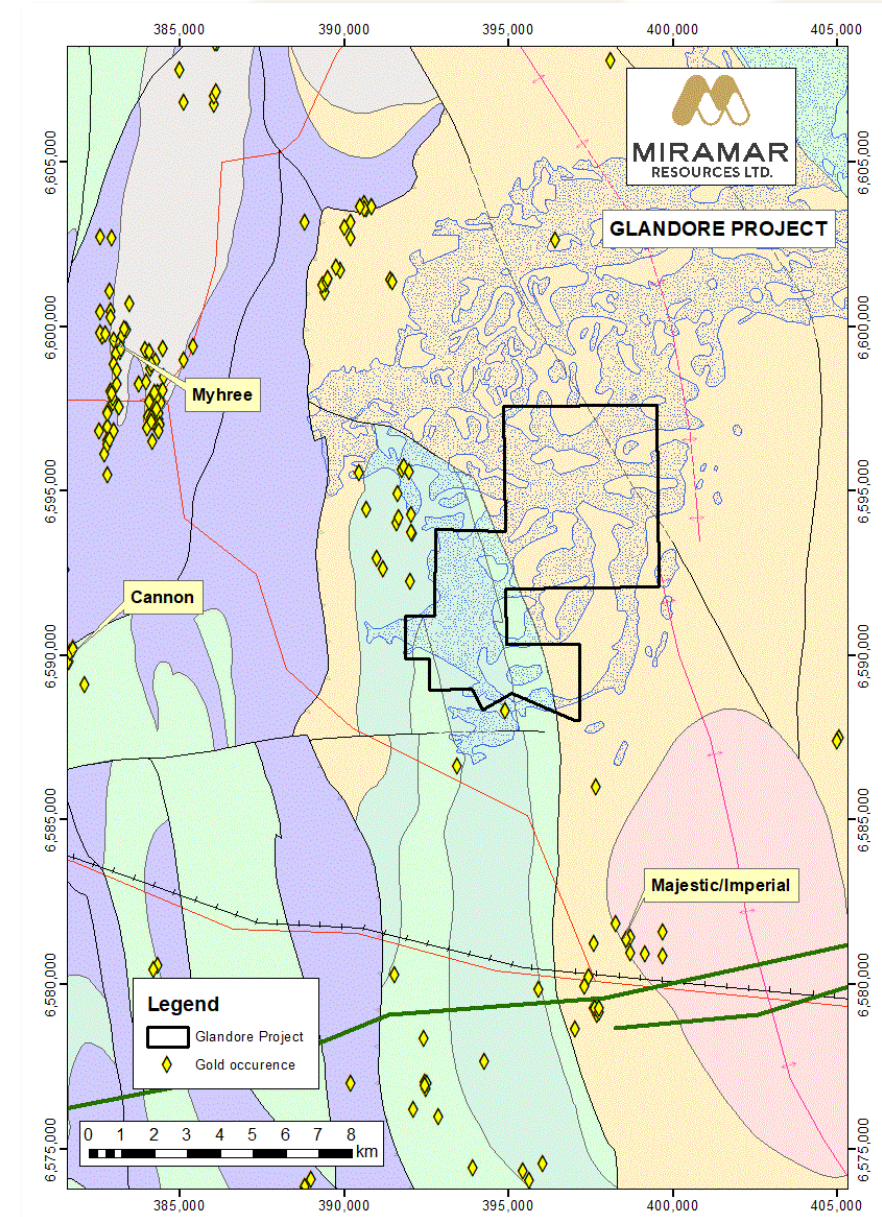 385,000 390,000 395,000 400,000 405,000
MIRAMAR
RESOURCES LTD.
GLANDORE PROJECT
6,605,000 6,605,000
6,600,000 6,600,000
Myhree
6,595,000 6,595,000
Cannon
6,590,000 6,590,000
6,585,000 6,585,000
Majestic/Imperial
6,580,000 6,580,000
Legend
Glandore Project
Gold occurence
0 1 2 4 6 8
km
6,575,000 6,575,000
385,000 390,000 395,000 400,000 405,000